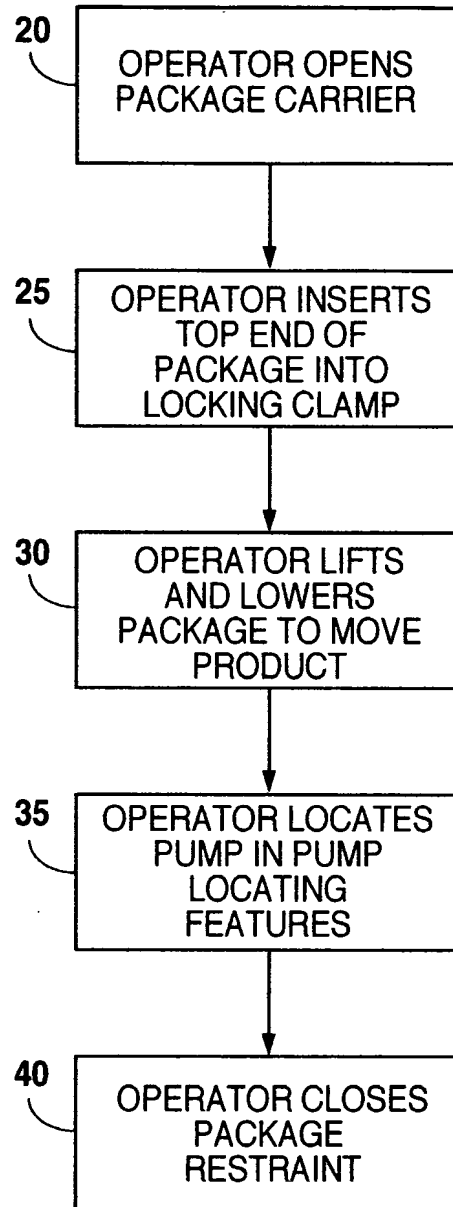 20
OPERATOR OPENS
PACKAGE CARRIER
25
OPERATOR INSERTS
TOP END OF
PACKAGE INTO
LOCKING CLAMP
30
OPERATOR LIFTS
AND LOWERS
PACKAGE TO MOVE
PRODUCT
35
OPERATOR LOCATES
PUMP IN PUMP
LOCATING
FEATURES
40
OPERATOR CLOSES
PACKAGE
RESTRAINT